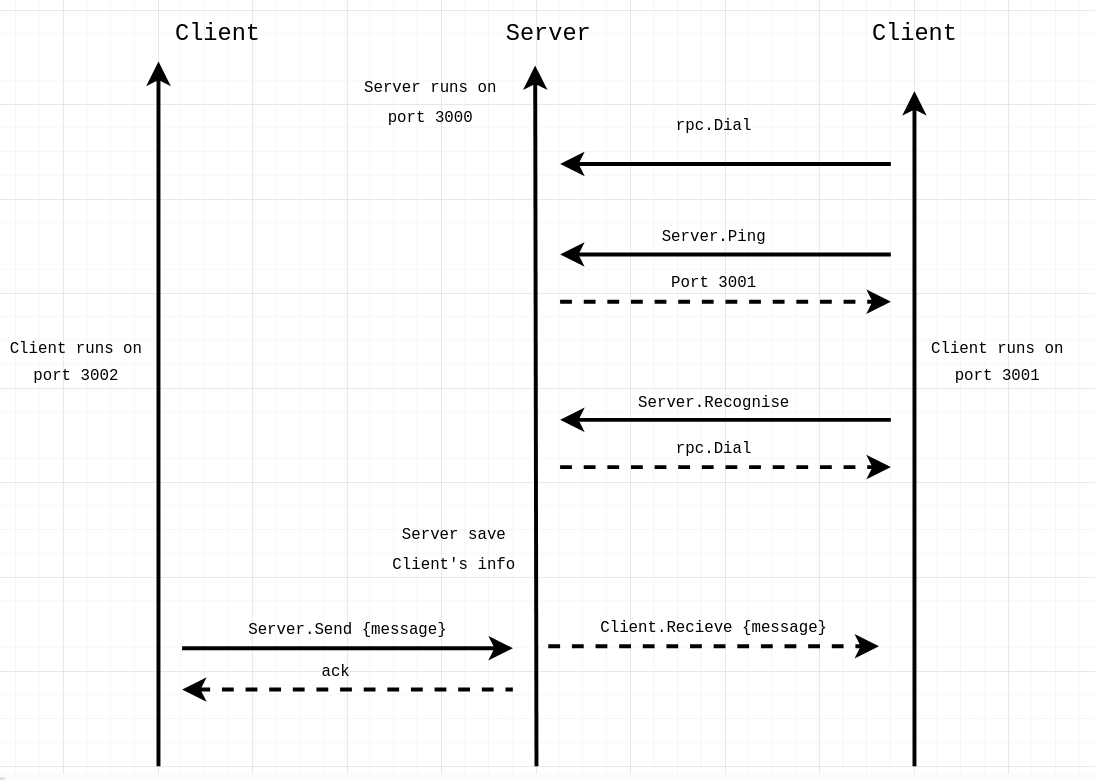 Client
Server
Client
Server runs on
port 3000
rpc.Dial
Server.Ping
Port 3001
Client runs on
port 3002
Client runs on
port 3001
Server.Recognise
rpc.Dial
Server save
Client's info
Server.Send {message}
Client.Recieve {message}
ack